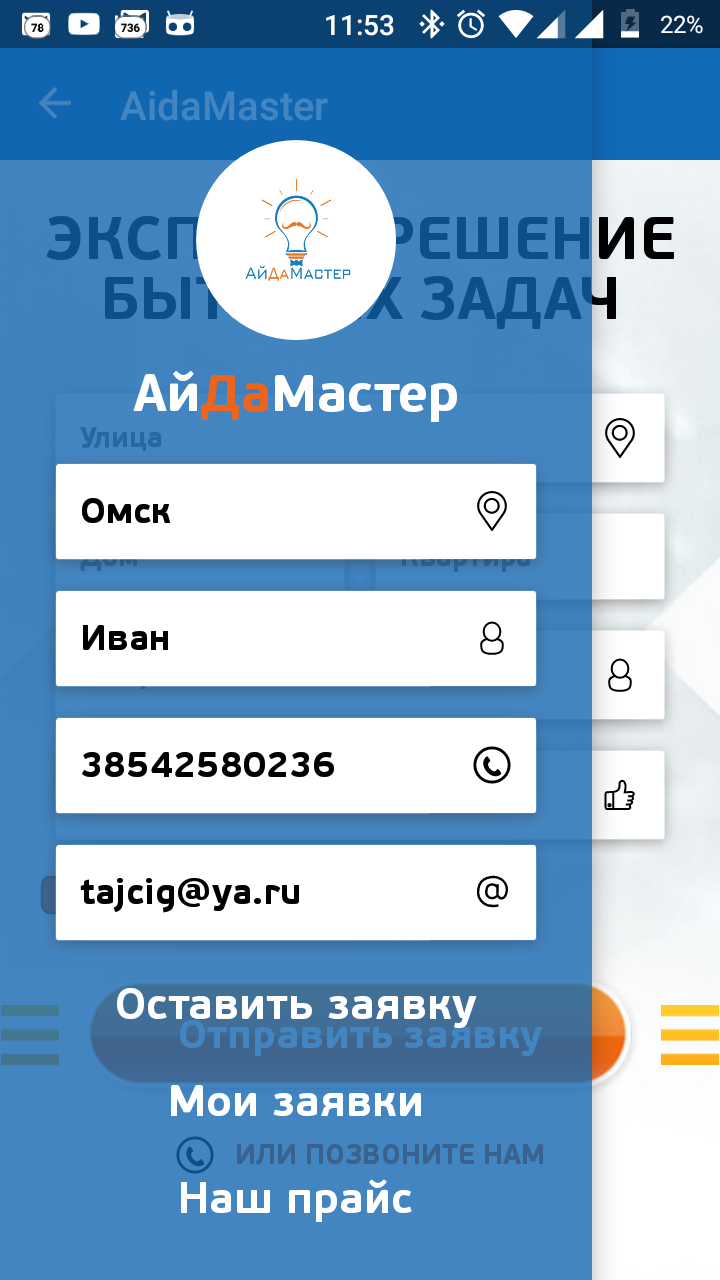 78
736
11:53
22%
AidaMaster
ЭКСП РЕШЕНИЕ
БЫТ Х ЗАДАЧ
АйДаМастер
АйДаМастер
Улица
Омск
Дом Квартира
Иван
38542580236
tajcig@ya.ru
Оставить заявку
Отправить заявку
Мои заявки
ИЛИ ПОЗВОНИТЕ НАМ
Наш прайс